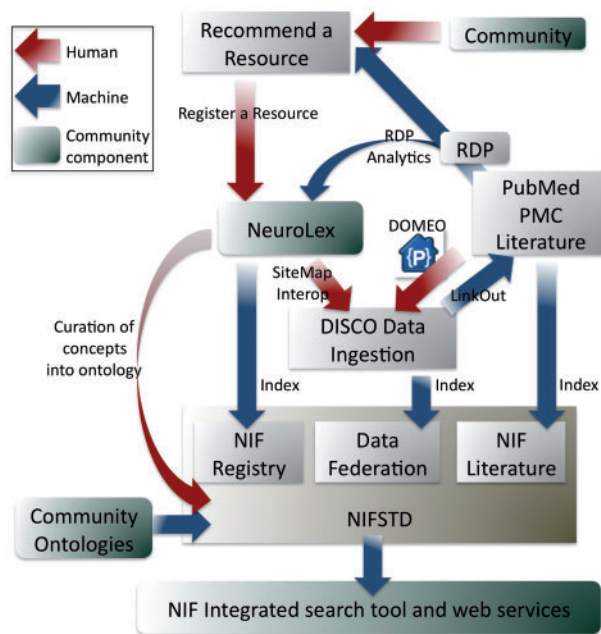 Human
Machine
Community
component
Recommend a
Resource
Community
Register a Resource
RDP
Analytics
RDP
PubMed
PMC
Literature
NeuroLex
DOMEO
{P}
SiteMap
Interop
LinkOut
DISCO Data
Ingestion
Curation of
concepts
into ontology
Index
Index
Index
NIF
Registry
Data
Federation
NIF
Literature
NIFSTD
Community
Ontologies
NIF Integrated search tool and web services